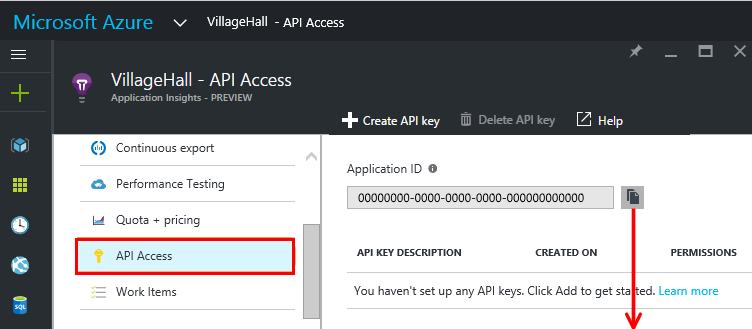 Microsoft Azure VillageHall - API Access
VillageHall - API Access
Application Insights - PREVIEW
Create API key Delete API key Help
Continuous export
Performance Testing
Quota + pricing
API Access
Work Items
Application ID
00000000-0000-0000-0000-000000000000
API KEY DESCRIPTION CREATED ON PERMISSIONS
You haven't set up any API keys. Click Add to get started. Learn more
SQL